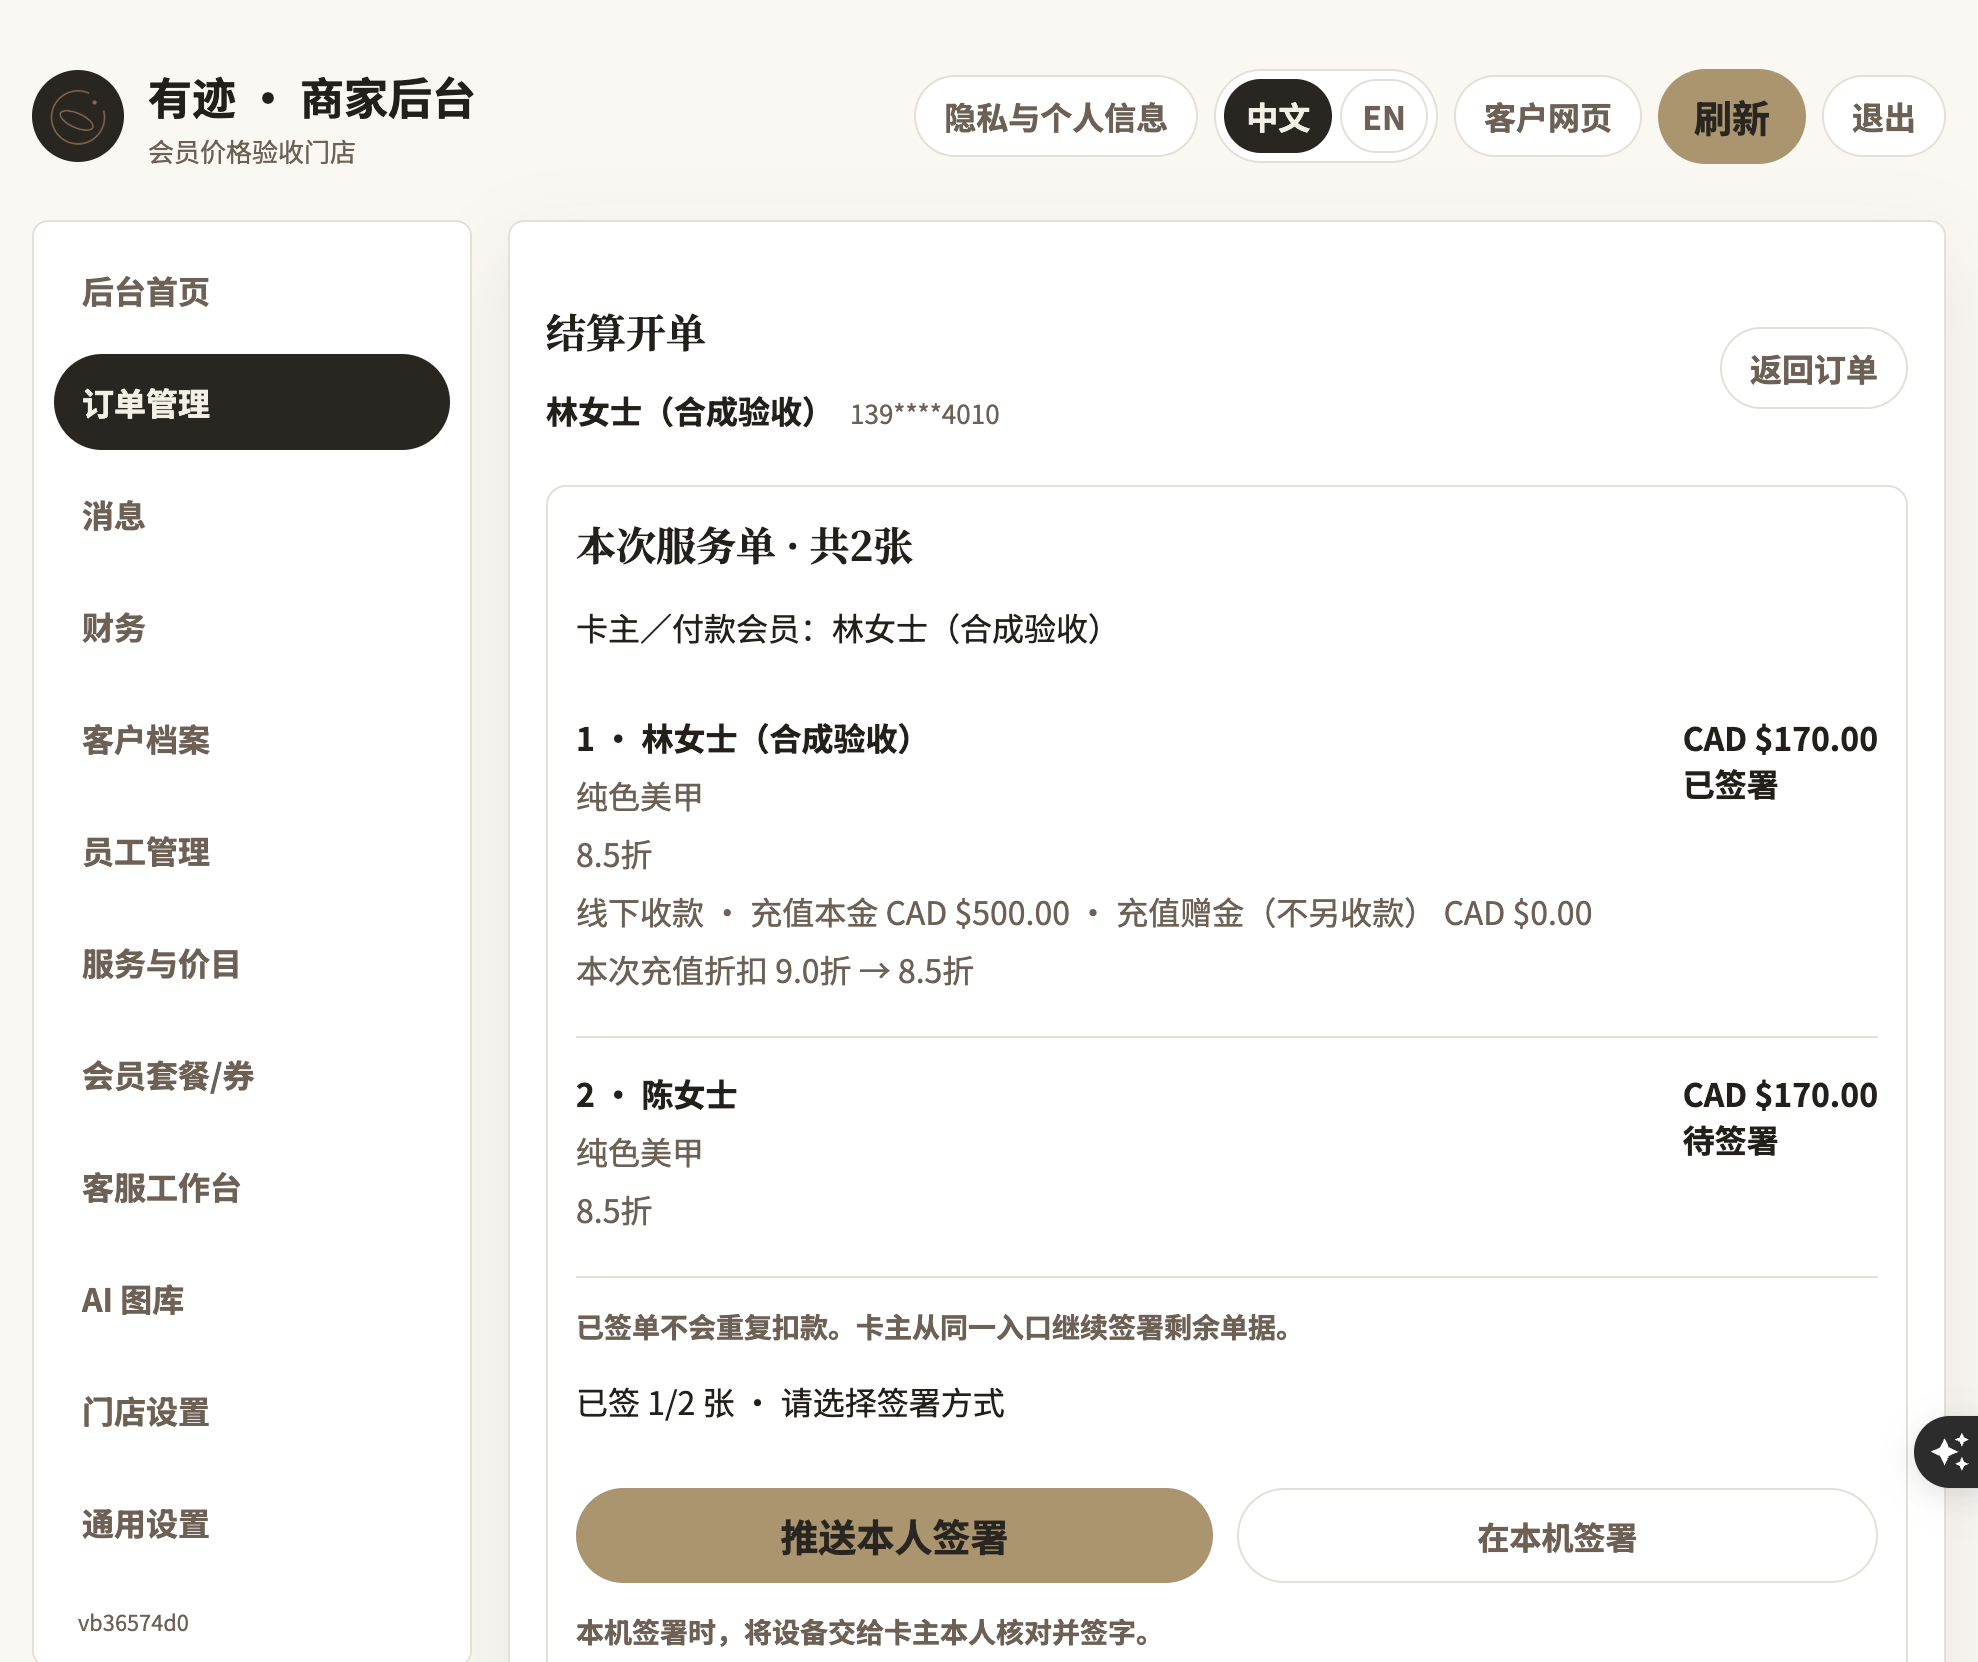 有迹 · 商家后台
会员价格验收门店
隐私与个人信息
中文
EN
客户网页
刷新
退出
后台首页
订单管理
消息
财务
客户档案
员工管理
服务与价目
会员套餐/券
客服工作台
AI 图库
门店设置
通用设置
vb36574d0
结算开单
林女士（合成验收） 139****4010
返回订单
本次服务单 · 共2张
卡主／付款会员：林女士（合成验收）
1 · 林女士（合成验收）
CAD $170.00
已签署
纯色美甲
8.5折
线下收款 · 充值本金 CAD $500.00 · 充值赠金（不另收款） CAD $0.00
本次充值折扣 9.0折 → 8.5折
2 · 陈女士
CAD $170.00
待签署
纯色美甲
8.5折
已签单不会重复扣款。卡主从同一入口继续签署剩余单据。
已签 1/2 张 · 请选择签署方式
推送本人签署
在本机签署
本机签署时，将设备交给卡主本人核对并签字。